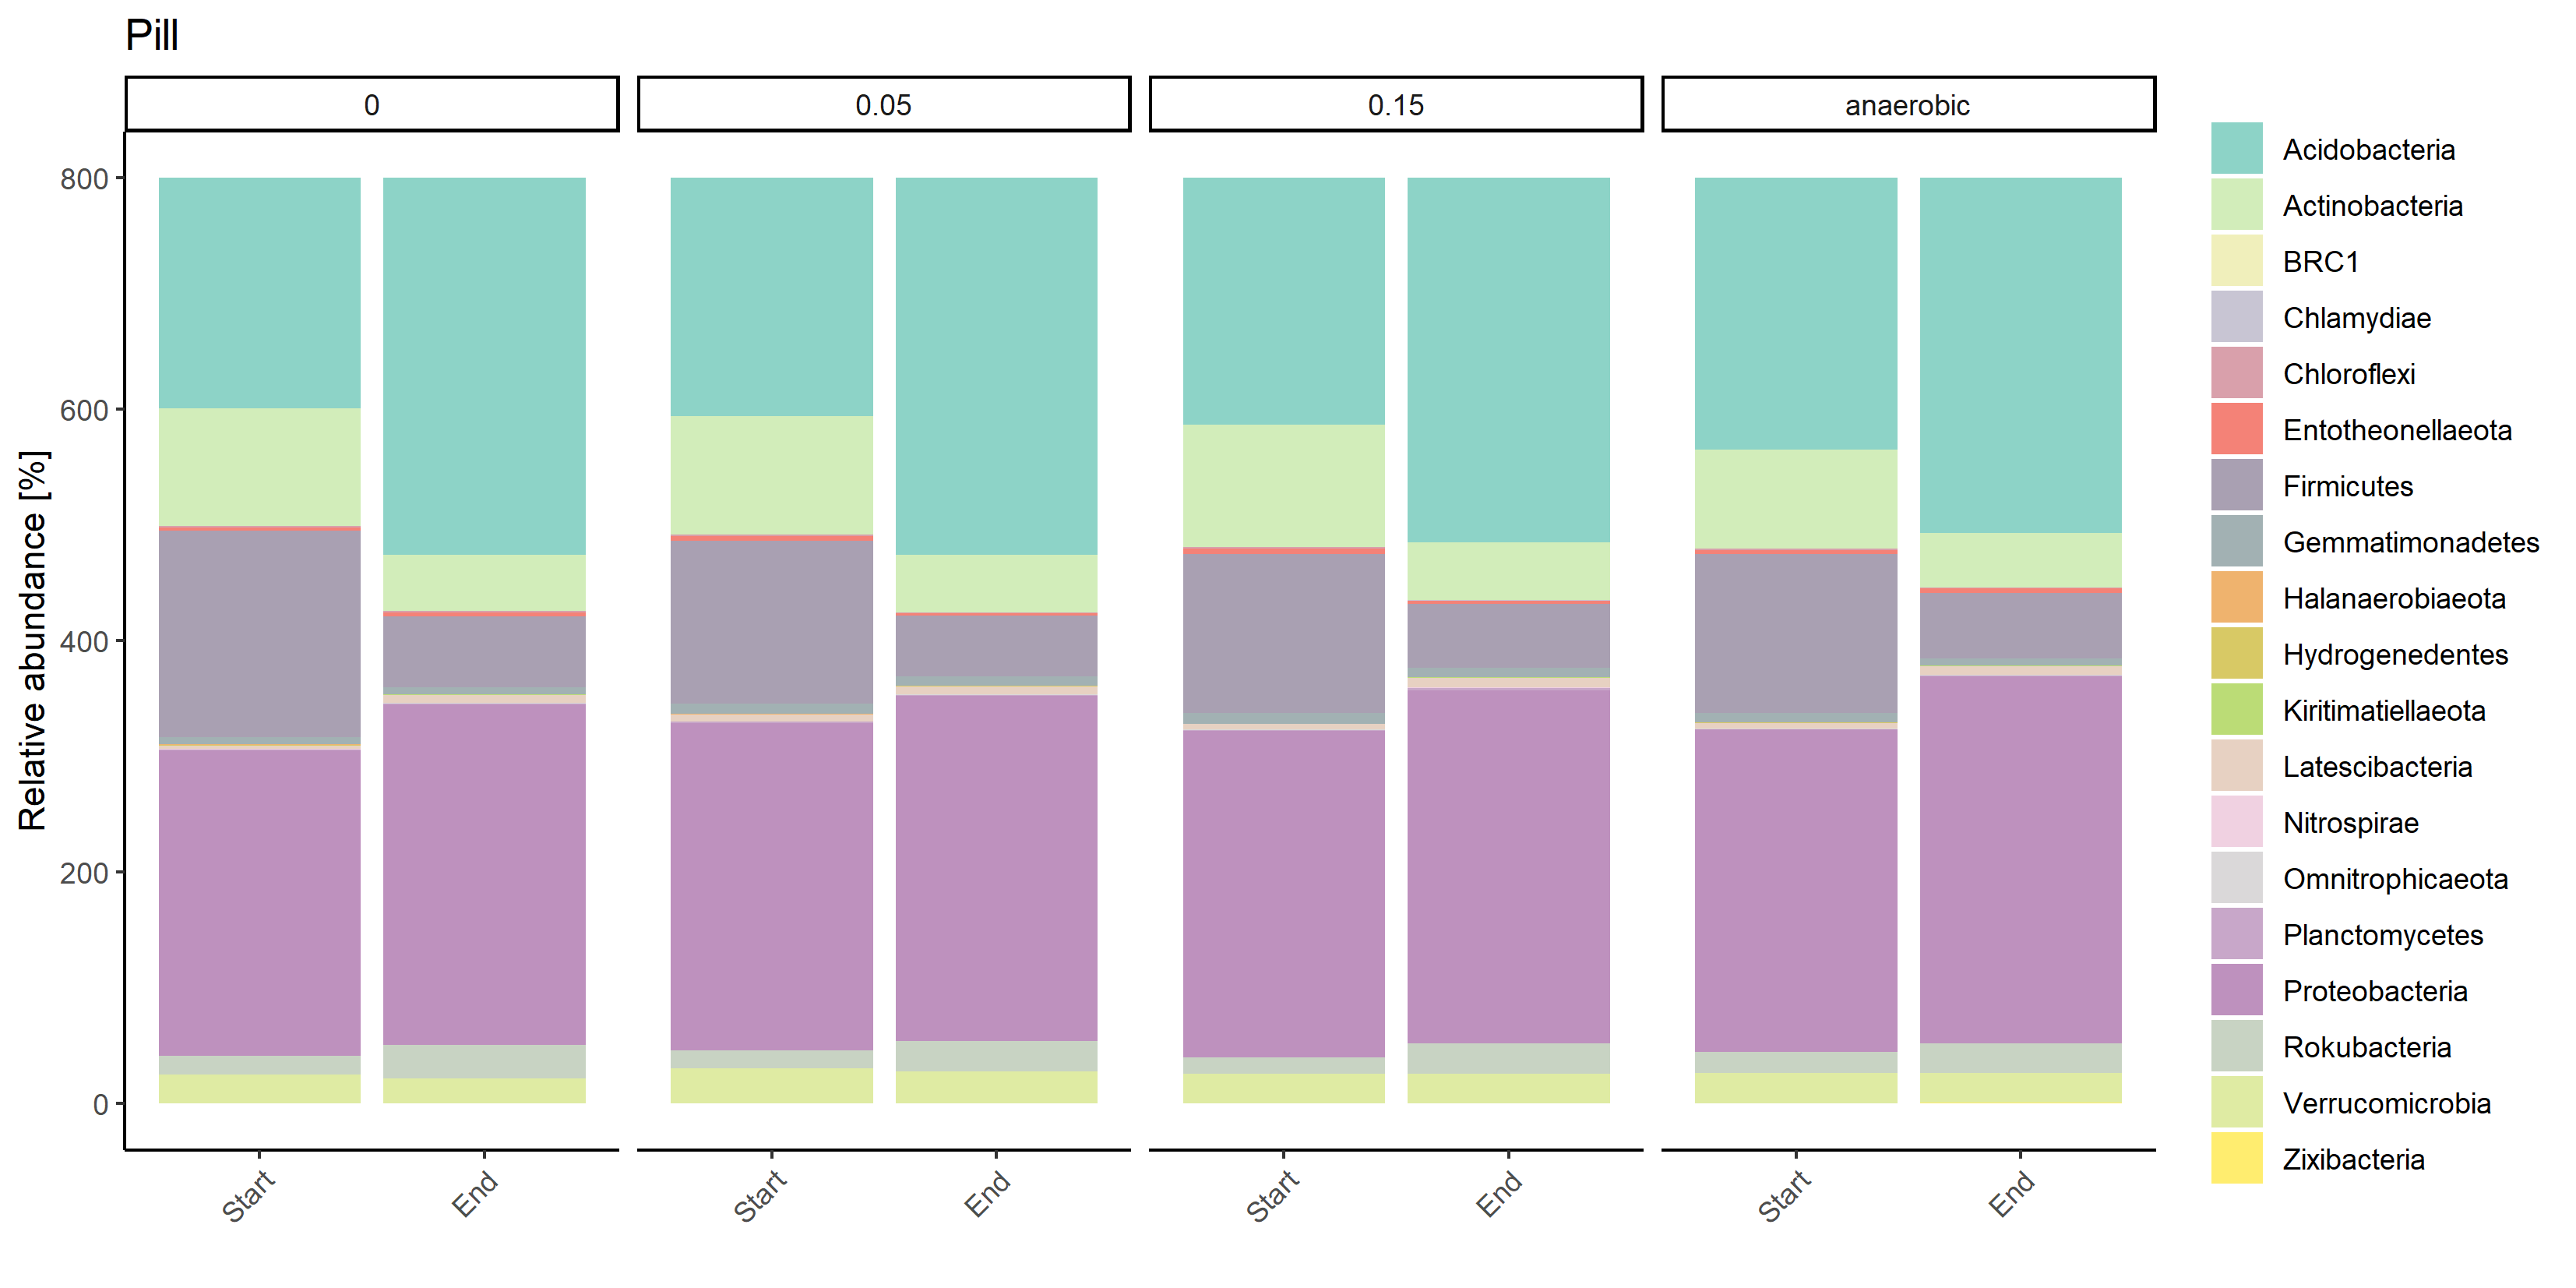 Pill
0
0.05
0.15
anaerobic
800
600
400
200
0
Relative abundance [%]
Start
End
Start
End
Start
End
Start
End
Acidobacteria
Actinobacteria
BRC1
Chlamydiae
Chloroflexi
Entotheonellaeota
Firmicutes
Gemmatimonadetes
Halanaerobiaeota
Hydrogenedentes
Kiritimatiellaeota
Latescibacteria
Nitrospirae
Omnitrophicaeota
Planctomycetes
Proteobacteria
Rokubacteria
Verrucomicrobia
Zixibacteria